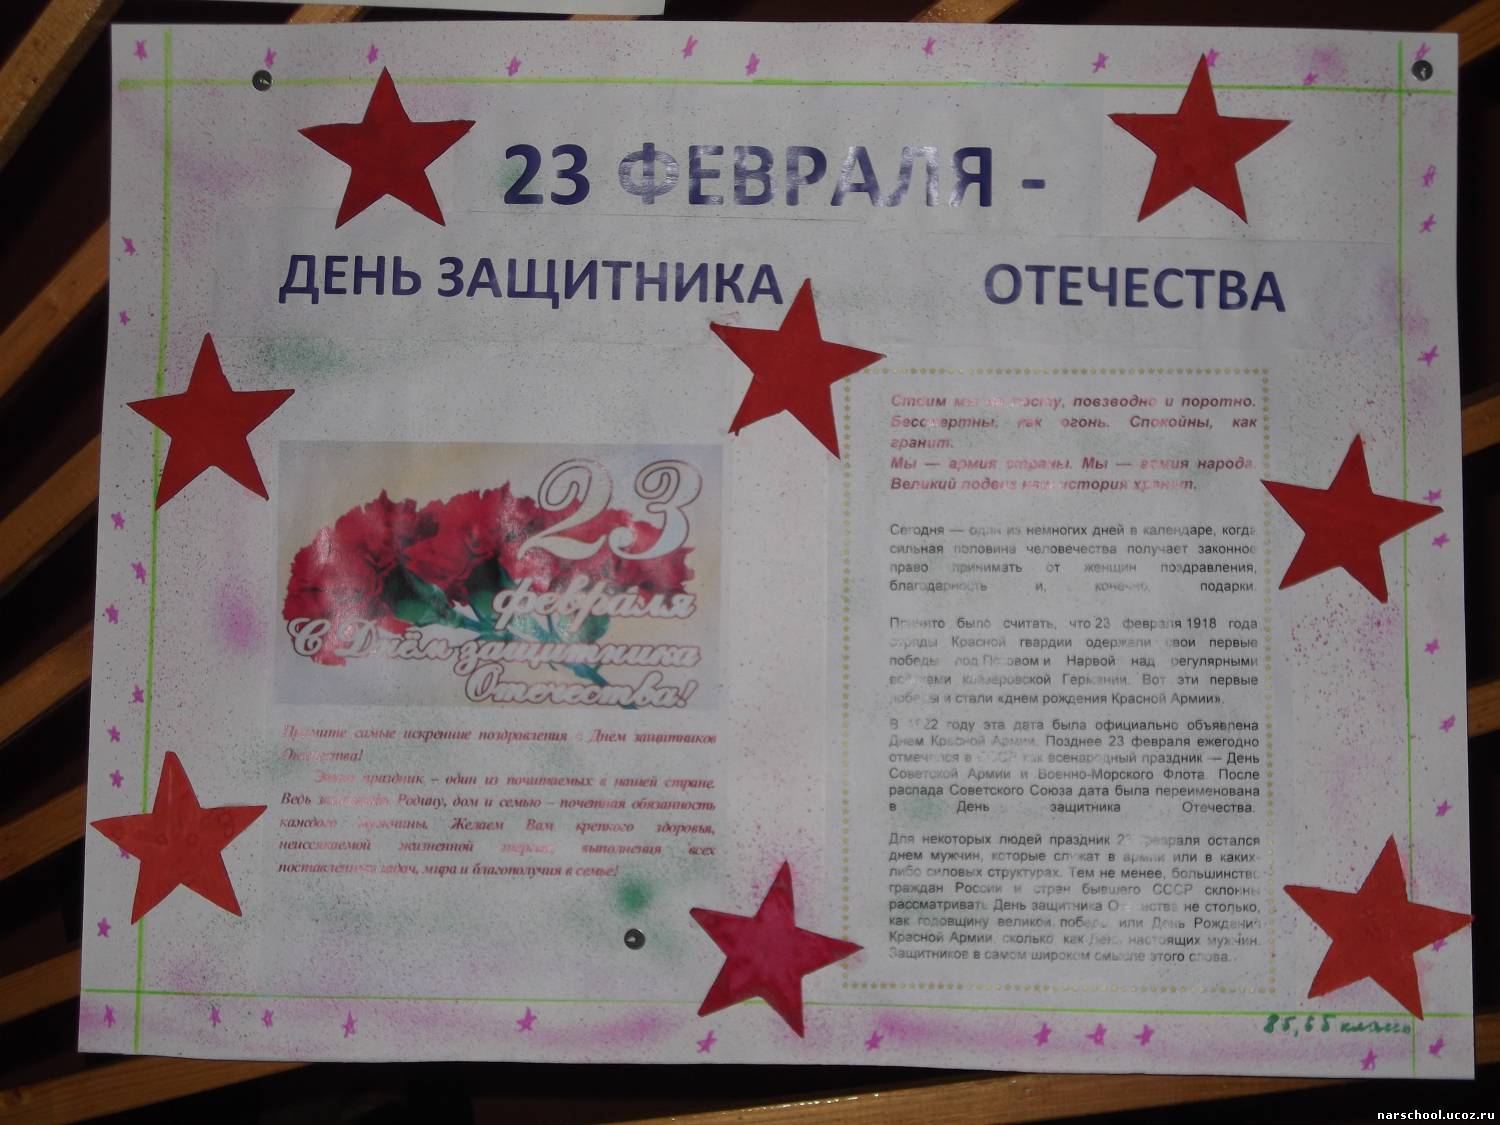 23 ФЕВРАЛЯ -
ДЕНЬ ЗАЩИТНИКА ОТЕЧЕСТВА
23
февраля
С Днём защитника
Отечества!
Примите самые искренние поздравления с Днем защитников
Отечества!
Этот праздник – один из почитаемых в нашей стране.
Ведь защищать Родину, дом и семью – почетная обязанность
каждого мужчины. Желаем Вам крепкого здоровья,
неиссякаемой жизненной энергии, выполнения всех
поставленных задач, мира и благополучия в семье!
Стоим мы на посту, повзводно и поротно.
Бессмертны, как огонь. Спокойны, как
гранит.
Мы — армия страны. Мы — армия народа.
Великий подвиг наш история хранит.
Сегодня — один из немногих дней в календаре, когда
сильная половина человечества получает законное
право принимать от женщин поздравления,
благодарность и, конечно, подарки.
Принято было считать, что 23 февраля 1918 года
отряды Красной гвардии одержали свои первые
победы под Псковом и Нарвой над регулярными
войсками кайзеровской Германии. Вот эти первые
победы и стали «днем рождения Красной Армии».
В 1922 году эта дата была официально объявлена
Днем Красной Армии. Позднее 23 февраля ежегодно
отмечался в СССР как всенародный праздник — День
Советской Армии и Военно-Морского Флота. После
распада Советского Союза дата была переименована
в День защитника Отечества.
Для некоторых людей праздник 23 февраля остался
днем мужчин, которые служат в армии или в каких-
либо силовых структурах. Тем не менее, большинство
граждан России и стран бывшего СССР склонны
рассматривать День защитника Отечества не столько,
как годовщину великой победы или День Рождения
Красной Армии, сколько как День настоящих мужчин.
Защитников в самом широком смысле этого слова.
8б, 6б классы
narschool.ucoz.ru